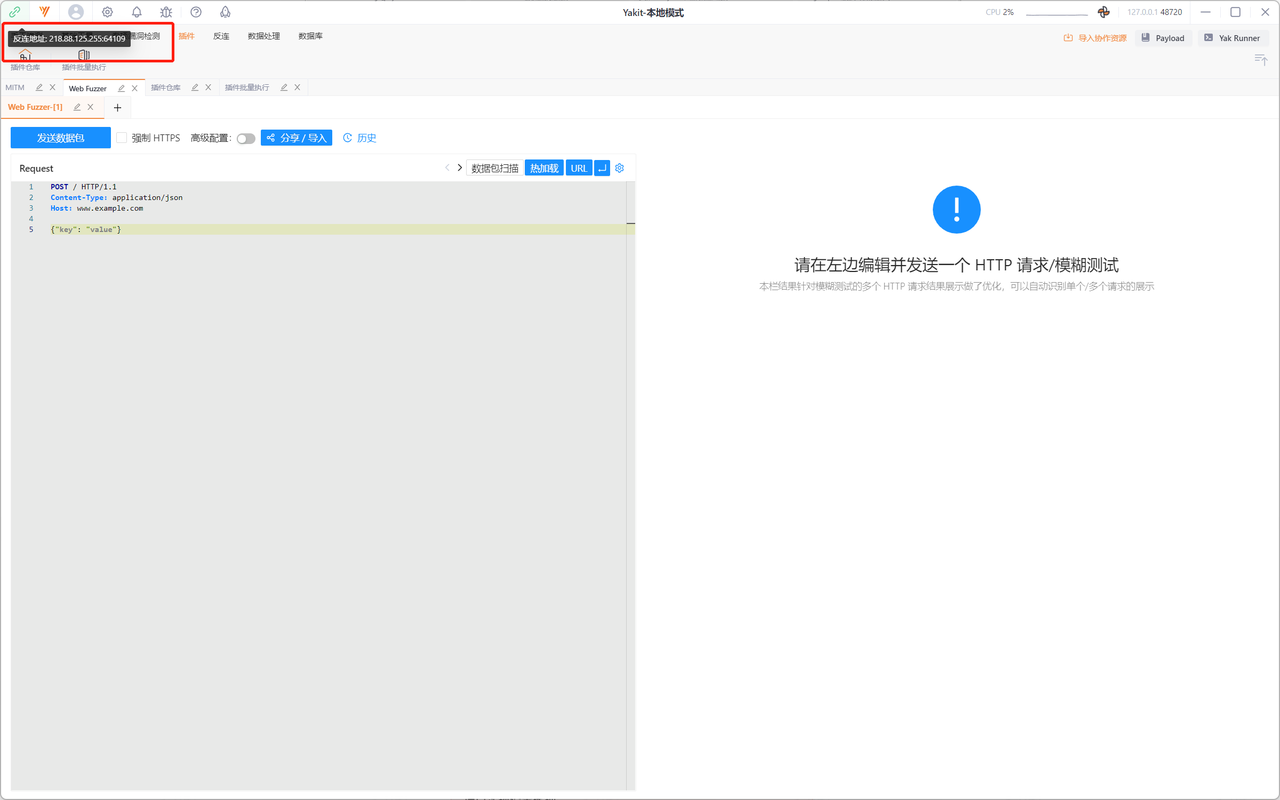 Yakit-本地模式
CPU 2%
127.0.0.1 48720
反连地址: 218.88.125.255:64109
漏洞检测
插件
反连
数据处理
数据库
导入协作资源
Payload
Yak Runner
插件仓库
插件批量执行
MITM
Web Fuzzer
插件仓库
插件批量执行
Web Fuzzer-[1]
发送数据包
强制 HTTPS
高级配置:
分享 / 导入
历史
Request
数据包扫描
热加载
URL
1 POST / HTTP/1.1
2 Content-Type: application/json
3 Host: www.example.com
4
5 {"key": "value"}
请在左边编辑并发送一个 HTTP 请求/模糊测试
本栏结果针对模糊测试的多个 HTTP 请求结果展示做了优化，可以自动识别单个/多个请求的展示